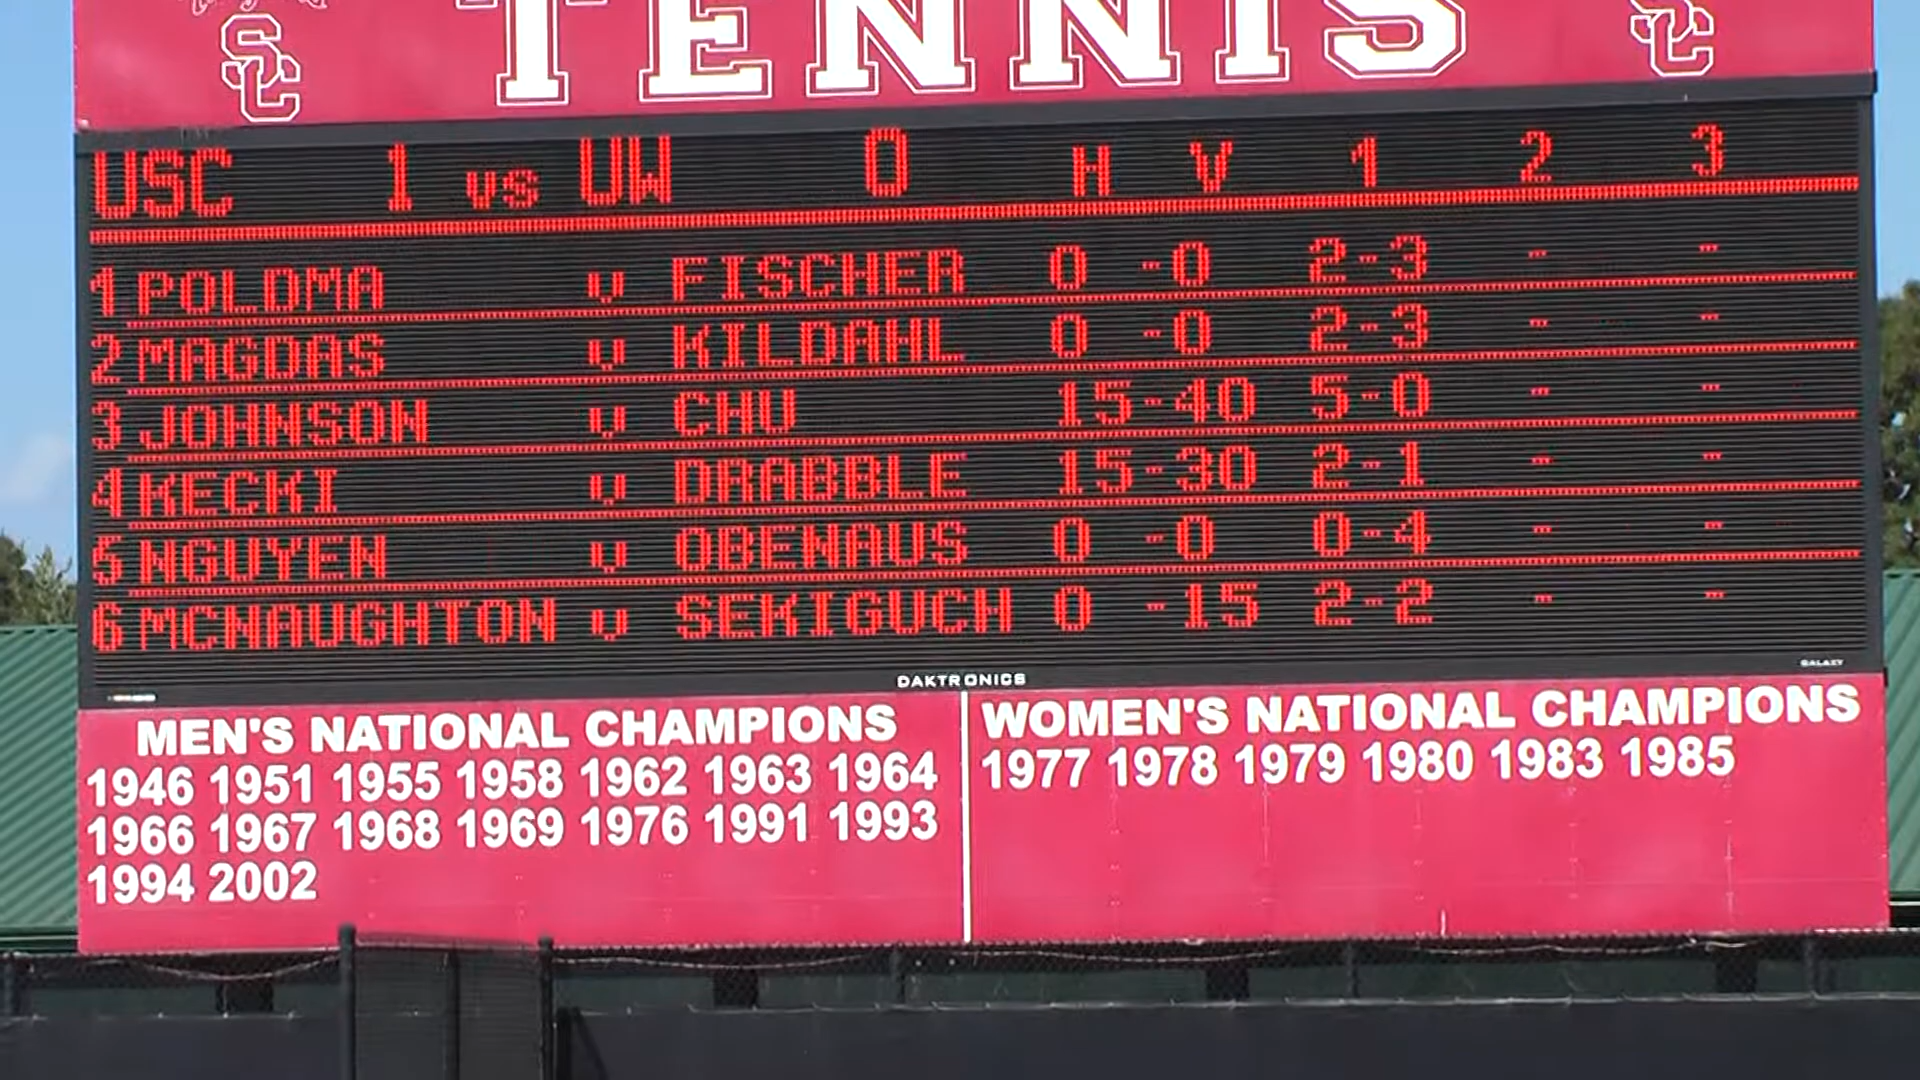 TENNIS
SC SC
USC 1 vs UW 0 H V 1 2 3
1 POLDMA v FISCHER 0 -0 2-3 - -
2 MAGDAS v KILDAHL 0 -0 2-3 - -
3 JOHNSON v CHU 15-40 5-0 - -
4 KECKI v DRABBLE 15-30 2-1 - -
5 NGUYEN v OBENAUS 0 -0 0-4 - -
6 MCNAUGHTON v SEKIGUCH 0 -15 2-2 - -
DAKTRONICS
GALAXY
MEN'S NATIONAL CHAMPIONS
1946 1951 1955 1958 1962 1963 1964
1966 1967 1968 1969 1976 1991 1993
1994 2002
WOMEN'S NATIONAL CHAMPIONS
1977 1978 1979 1980 1983 1985